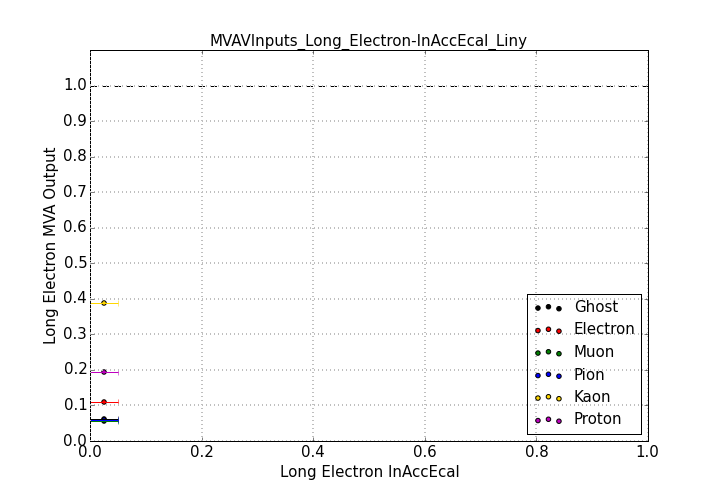 MVAVInputs_Long_Electron-InAccEcal_Liny
Long Electron MVA Output
1.0
0.9
0.8
0.7
0.6
0.5
0.4
0.3
0.2
0.1
0.0
Ghost
Electron
Muon
Pion
Kaon
Proton
0.0 0.2 0.4 0.6 0.8 1.0
Long Electron InAccEcal